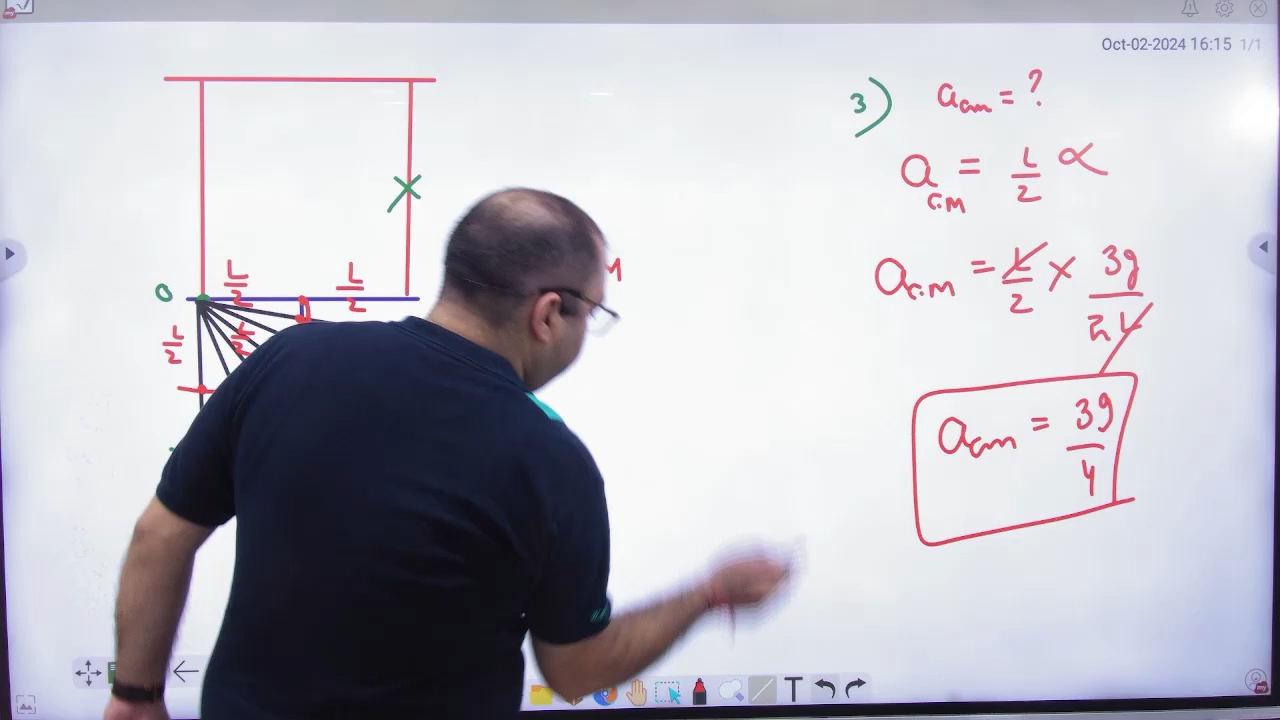 Oct-02-2024 16:15 1/1
3) a_cm = ?
a_c.M = L/2 α
a_c.M = L/2 × 3g/2L
a_cm = 3g/4
O L/2 L/2
L/2 L/2
T